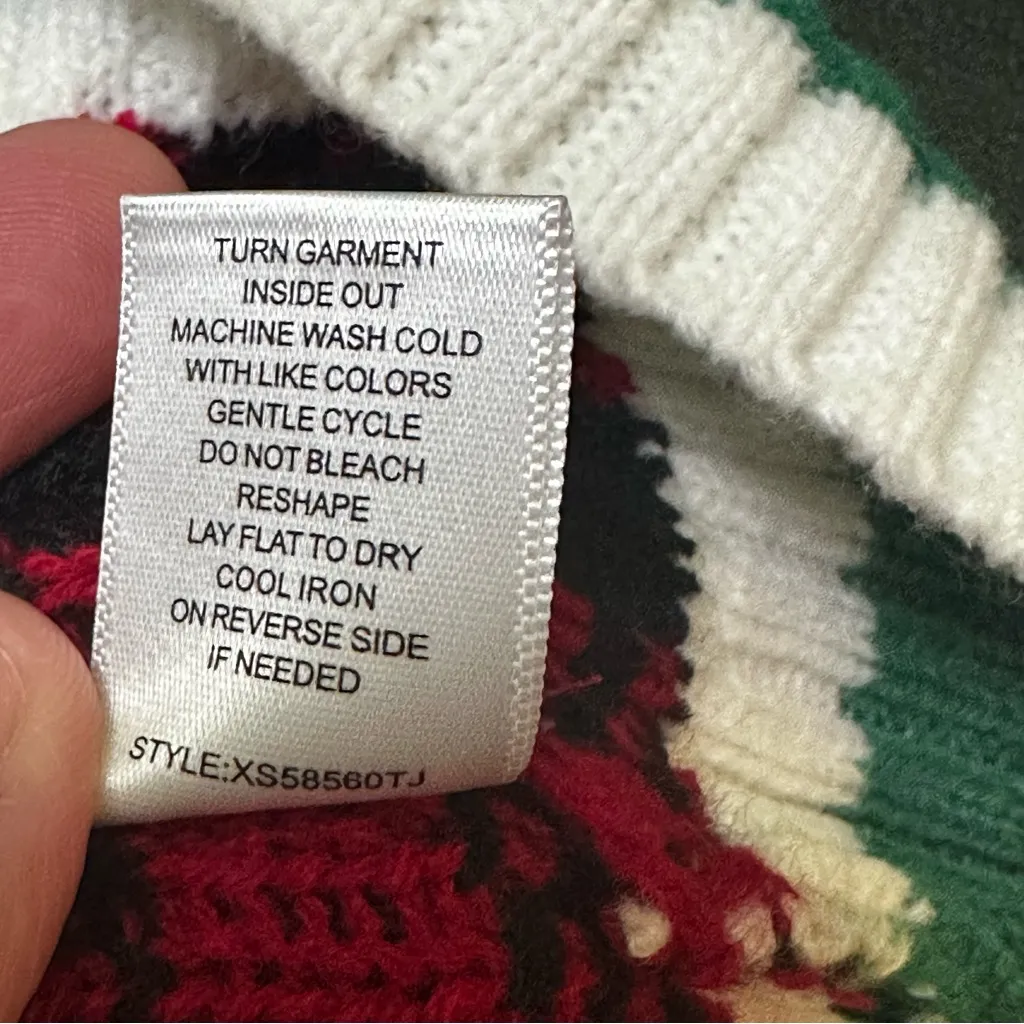 TURN GARMENT
INSIDE OUT
MACHINE WASH COLD
WITH LIKE COLORS
GENTLE CYCLE
DO NOT BLEACH
RESHAPE
LAY FLAT TO DRY
COOL IRON
ON REVERSE SIDE
IF NEEDED
STYLE:XS58560TJ